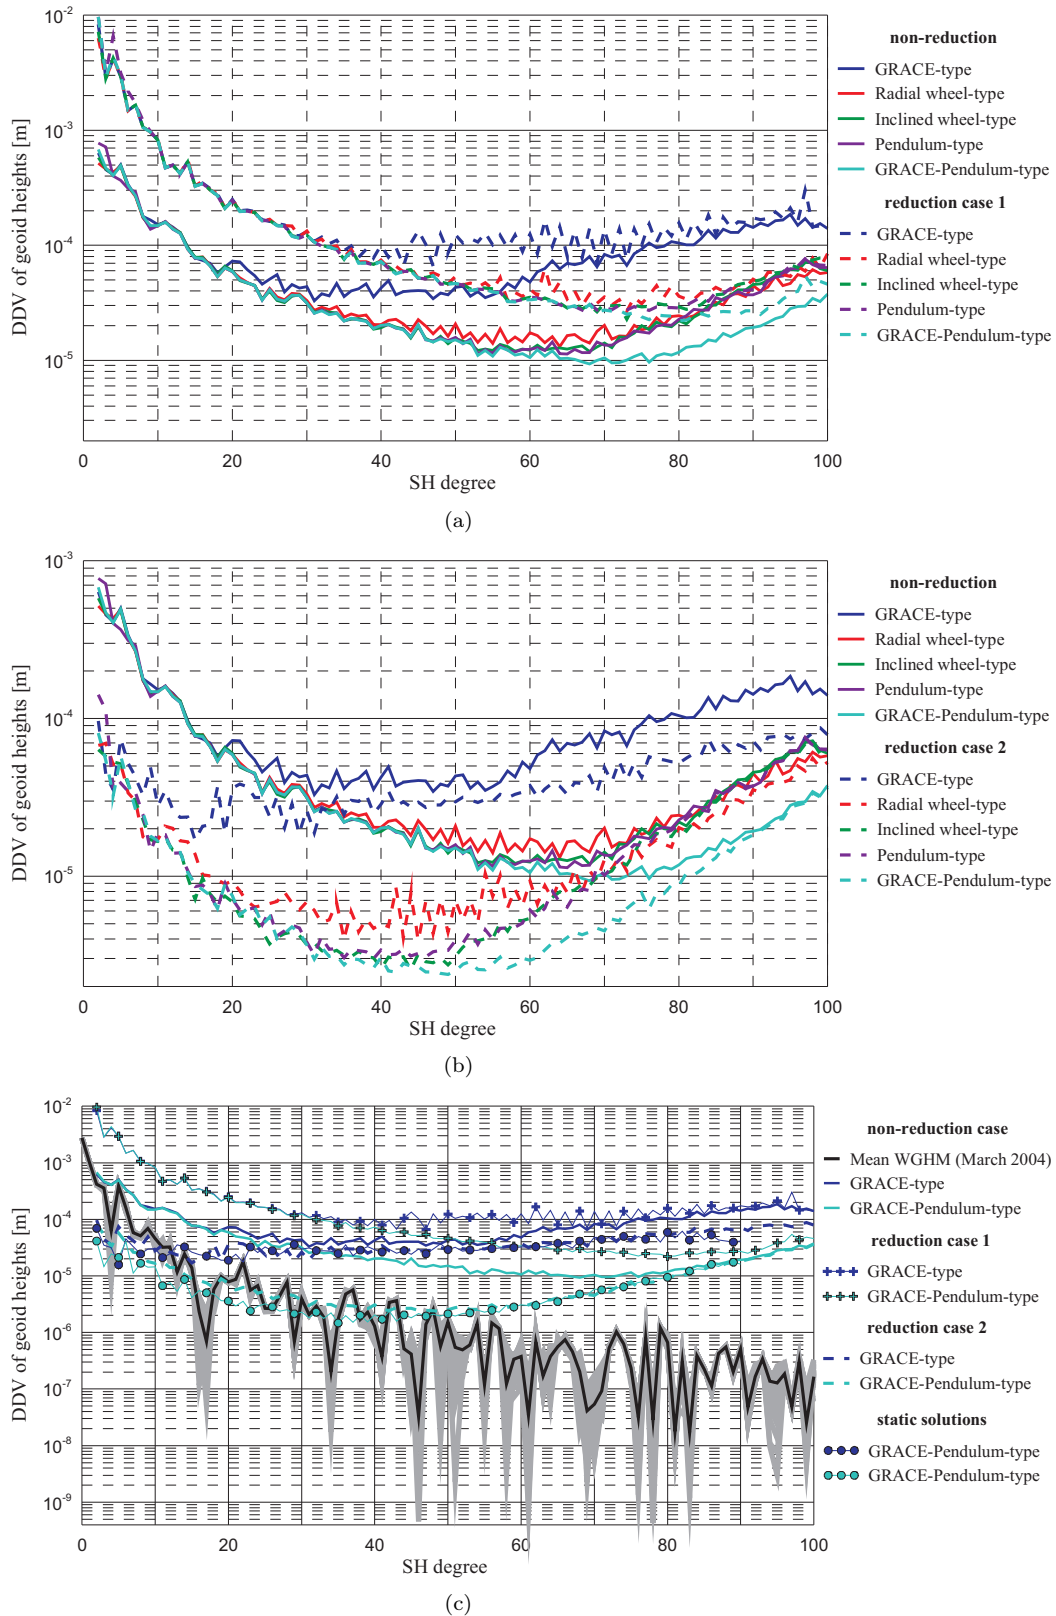 10-2
10-3
10-4
10-5
DDV of geoid heights [m]
0 20 40 60 80 100
SH degree
non-reduction
GRACE-type
Radial wheel-type
Inclined wheel-type
Pendulum-type
GRACE-Pendulum-type
reduction case 1
GRACE-type
Radial wheel-type
Inclined wheel-type
Pendulum-type
GRACE-Pendulum-type
(a)
10-3
10-4
10-5
DDV of geoid heights [m]
0 20 40 60 80 100
SH degree
non-reduction
GRACE-type
Radial wheel-type
Inclined wheel-type
Pendulum-type
GRACE-Pendulum-type
reduction case 2
GRACE-type
Radial wheel-type
Inclined wheel-type
Pendulum-type
GRACE-Pendulum-type
(b)
10-2
10-3
10-4
10-5
10-6
10-7
10-8
10-9
DDV of geoid heights [m]
0 20 40 60 80 100
SH degree
non-reduction case
Mean WGHM (March 2004)
GRACE-type
GRACE-Pendulum-type
reduction case 1
GRACE-type
GRACE-Pendulum-type
reduction case 2
GRACE-type
GRACE-Pendulum-type
static solutions
GRACE-Pendulum-type
GRACE-Pendulum-type
(c)